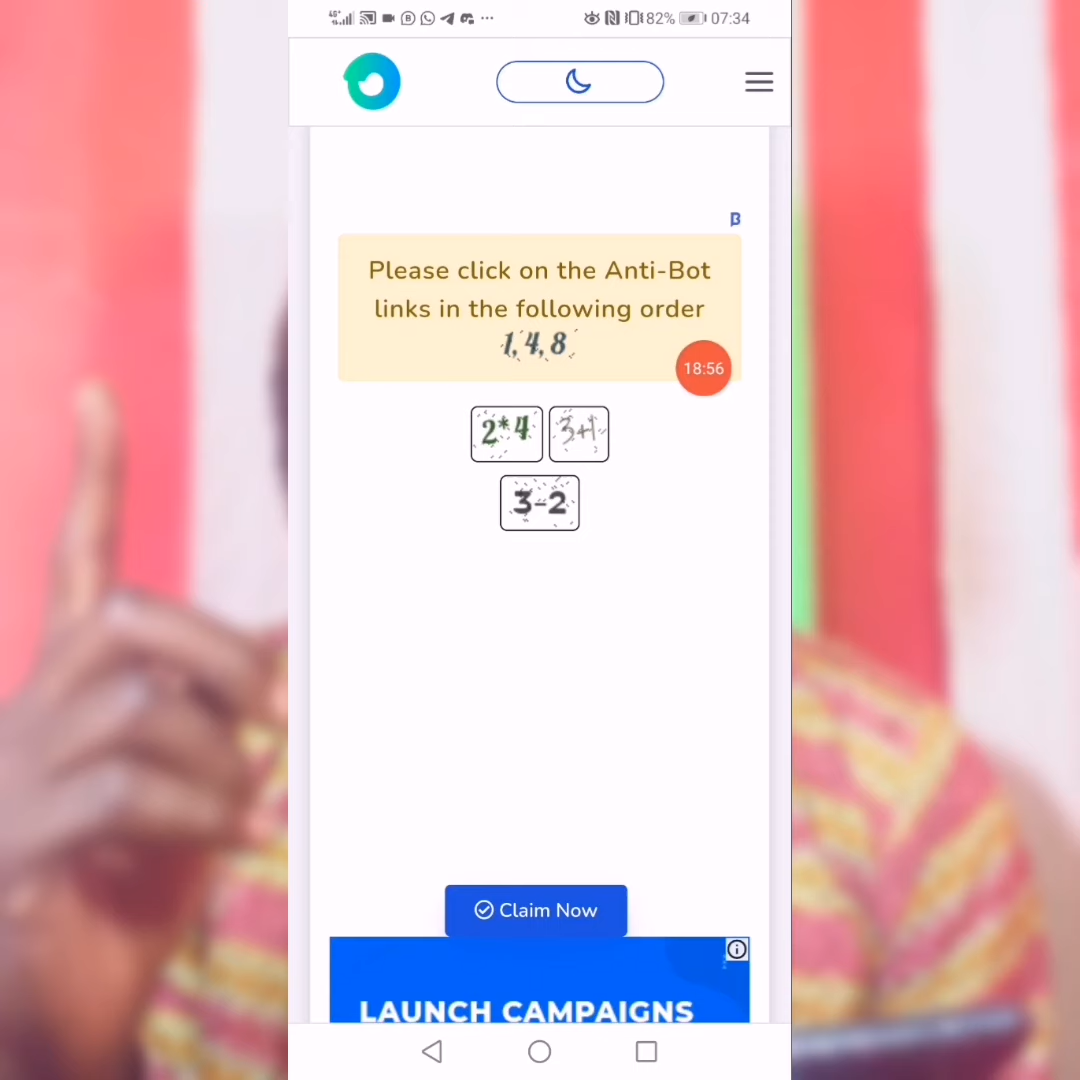 4G+ 82% 07:34
Please click on the Anti-Bot
links in the following order
1, 4, 8
18:56
2*4 3+1
3-2
Claim Now
LAUNCH CAMPAIGNS